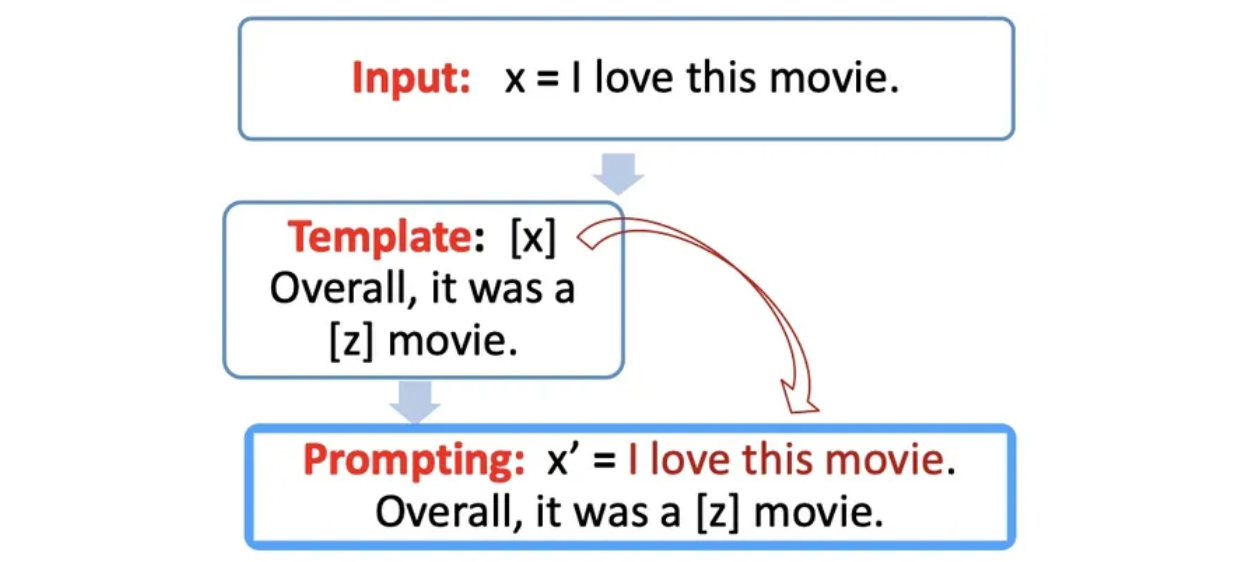 Input: x = I love this movie.
Template: [x]
Overall, it was a
[z] movie.
Prompting: x’ = I love this movie.
Overall, it was a [z] movie.